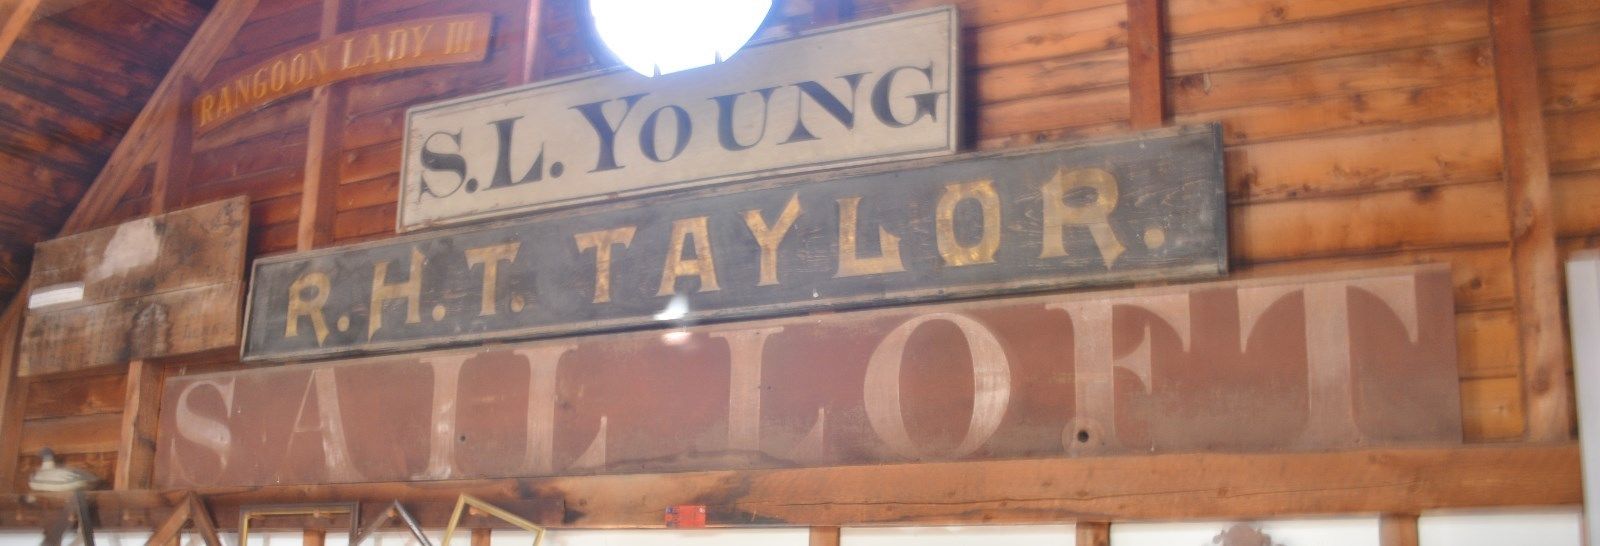 RANGOON LADY III
S.L. YOUNG
R.H.T. TAYLOR.
SAIL LOFT